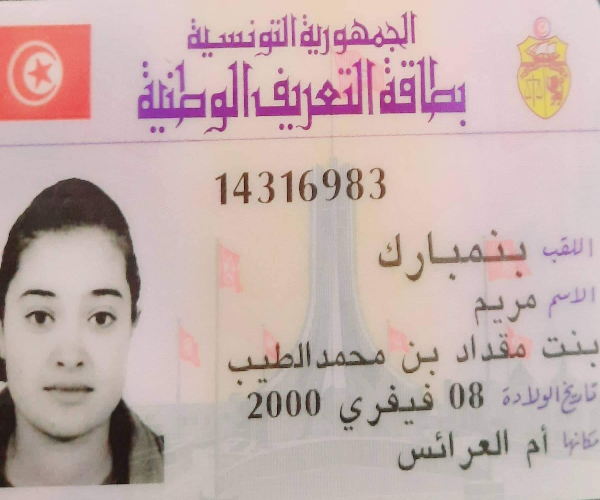 الجمهورية التونسية
بطاقة التعريف الوطنية
14316983
اللقب بنمبارك
الاسم مريم
بنت مقداد بن محمدالطيب
تاريخ الولادة 08 فيفري 2000
مكانها أم العرائس